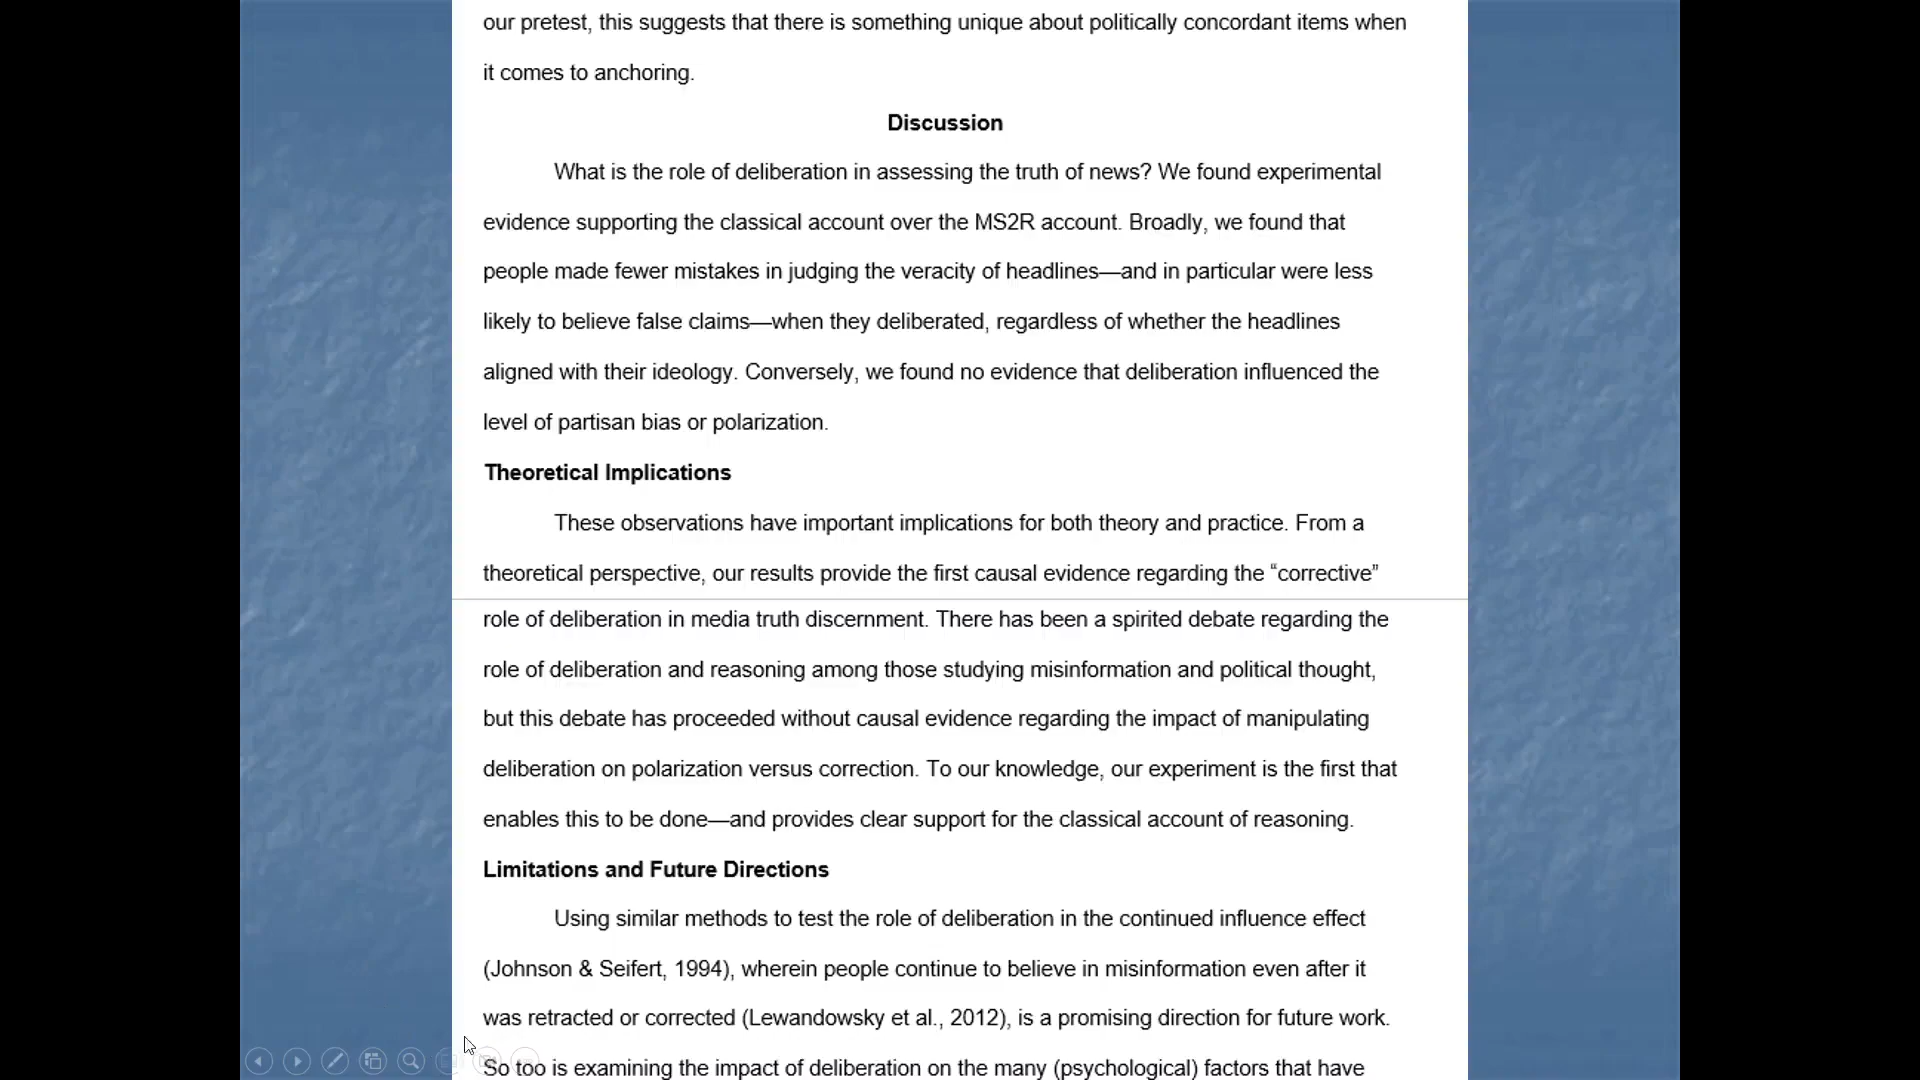 our pretest, this suggests that there is something unique about politically concordant items when
it comes to anchoring.
Discussion
What is the role of deliberation in assessing the truth of news? We found experimental
evidence supporting the classical account over the MS2R account. Broadly, we found that
people made fewer mistakes in judging the veracity of headlines—and in particular were less
likely to believe false claims—when they deliberated, regardless of whether the headlines
aligned with their ideology. Conversely, we found no evidence that deliberation influenced the
level of partisan bias or polarization.
Theoretical Implications
These observations have important implications for both theory and practice. From a
theoretical perspective, our results provide the first causal evidence regarding the “corrective”
role of deliberation in media truth discernment. There has been a spirited debate regarding the
role of deliberation and reasoning among those studying misinformation and political thought,
but this debate has proceeded without causal evidence regarding the impact of manipulating
deliberation on polarization versus correction. To our knowledge, our experiment is the first that
enables this to be done—and provides clear support for the classical account of reasoning.
Limitations and Future Directions
Using similar methods to test the role of deliberation in the continued influence effect
(Johnson & Seifert, 1994), wherein people continue to believe in misinformation even after it
was retracted or corrected (Lewandowsky et al., 2012), is a promising direction for future work.
So too is examining the impact of deliberation on the many (psychological) factors that have